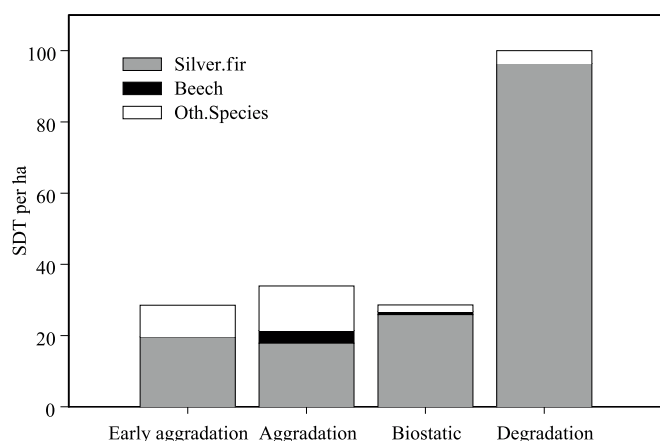 100
Silver.fir
Beech
80
Oth.Species
60
SDT per ha
40
20
0
Early aggradation Aggradation Biostatic Degradation